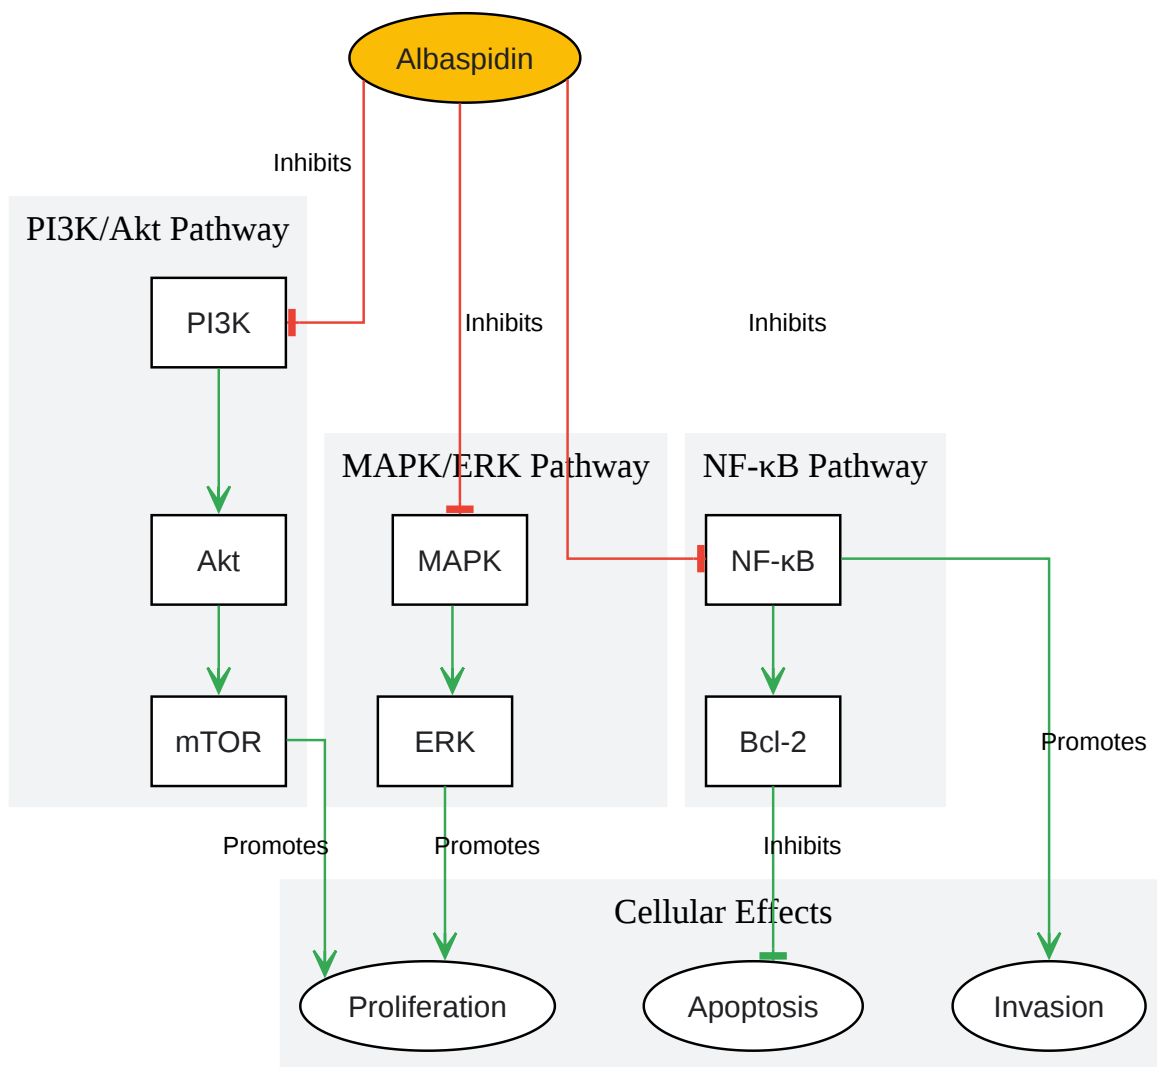 Albaspidin
Inhibits
PI3K/Akt Pathway
PI3K
Inhibits
Inhibits
MAPK/ERK Pathway
NF-κB Pathway
Akt
MAPK
NF-κB
mTOR
ERK
Bcl-2
Promotes
Promotes
Promotes
Inhibits
Cellular Effects
Proliferation
Apoptosis
Invasion